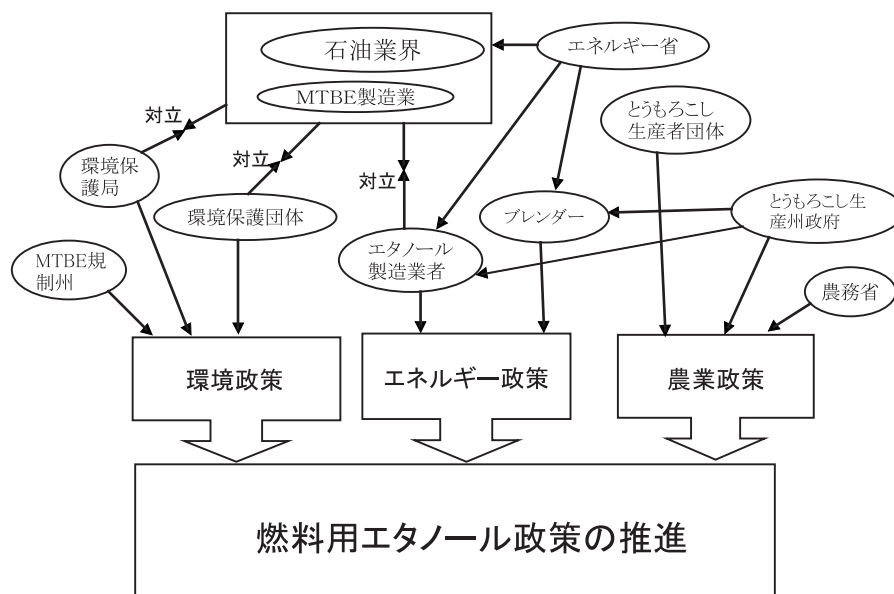 石油業界
エネルギー省
MTBE製造業
対立
とうもろこし
生産者団体
対立
環境保
護局
対立
環境保護団体
ブレンダー
とうもろこし生
産州政府
エタノール
製造業者
MTBE規
制州
農務省
環境政策
エネルギー政策
農業政策
燃料用エタノール政策の推進